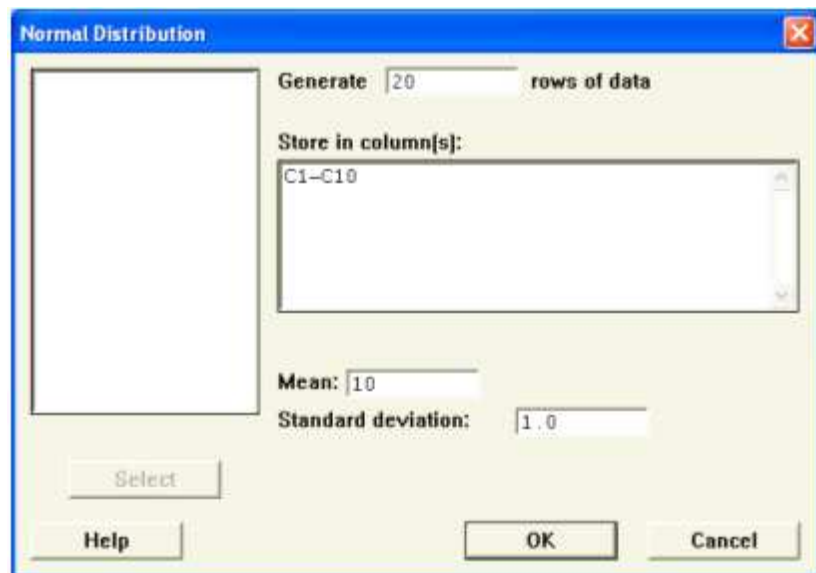 Normal Distribution
Generate 20 rows of data
Store in column(s):
C1–C10
Mean: 10
Standard deviation: 1.0
Select
Help OK Cancel